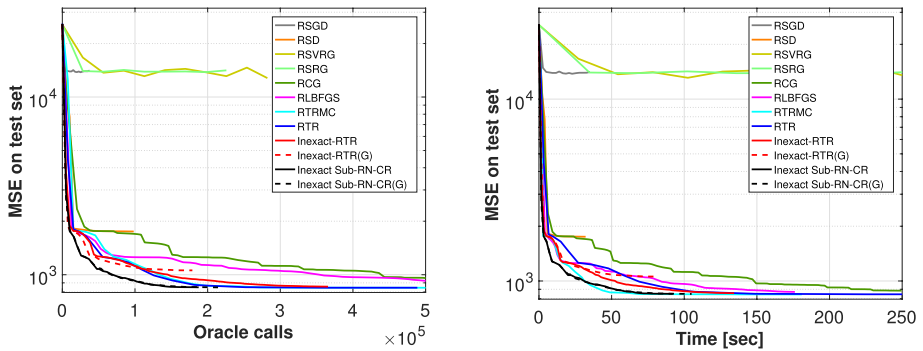 MSE on test set
10^4
10^3
RSGD
RSD
RSVRG
RSRG
RCG
RLBFGS
RTRMC
RTR
Inexact-RTR
Inexact-RTR(G)
Inexact Sub-RN-CR
Inexact Sub-RN-CR(G)
0 1 2 3 4 5
Oracle calls
×10^5
MSE on test set
10^4
10^3
RSGD
RSD
RSVRG
RSRG
RCG
RLBFGS
RTRMC
RTR
Inexact-RTR
Inexact-RTR(G)
Inexact Sub-RN-CR
Inexact Sub-RN-CR(G)
0 50 100 150 200 250
Time [sec]